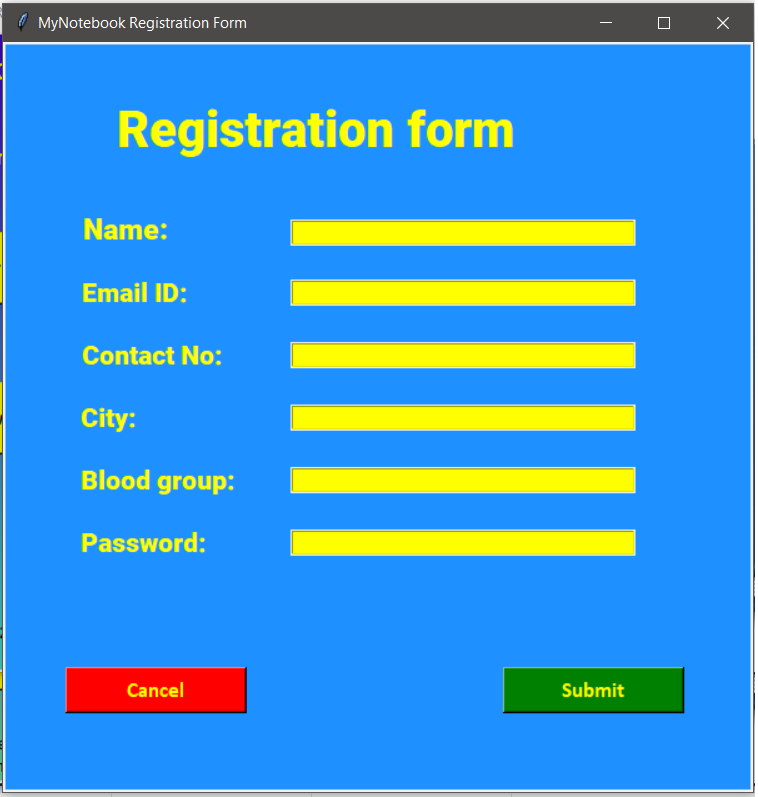 MyNotebook Registration Form
Registration form
Name:
Email ID:
Contact No:
City:
Blood group:
Password:
Cancel
Submit